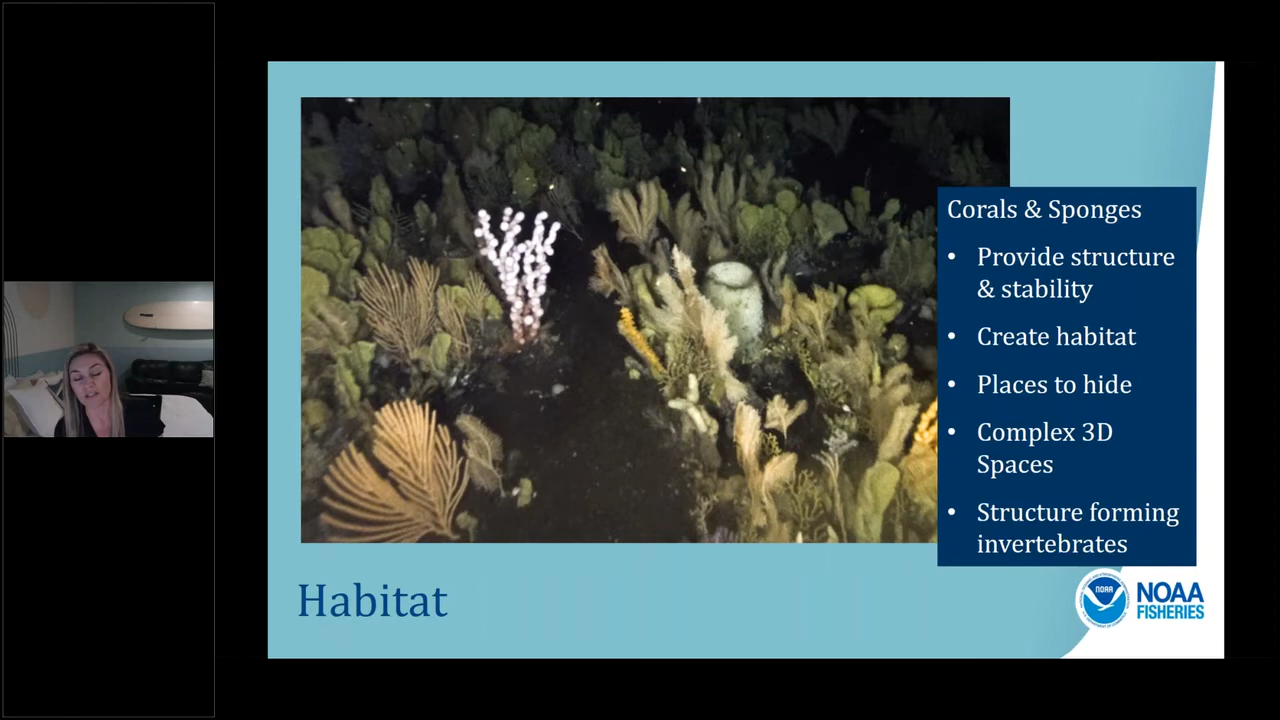 Corals & Sponges
• Provide structure
& stability
• Create habitat
• Places to hide
• Complex 3D
Spaces
• Structure forming
invertebrates
Habitat
NOAA
NOAA
FISHERIES